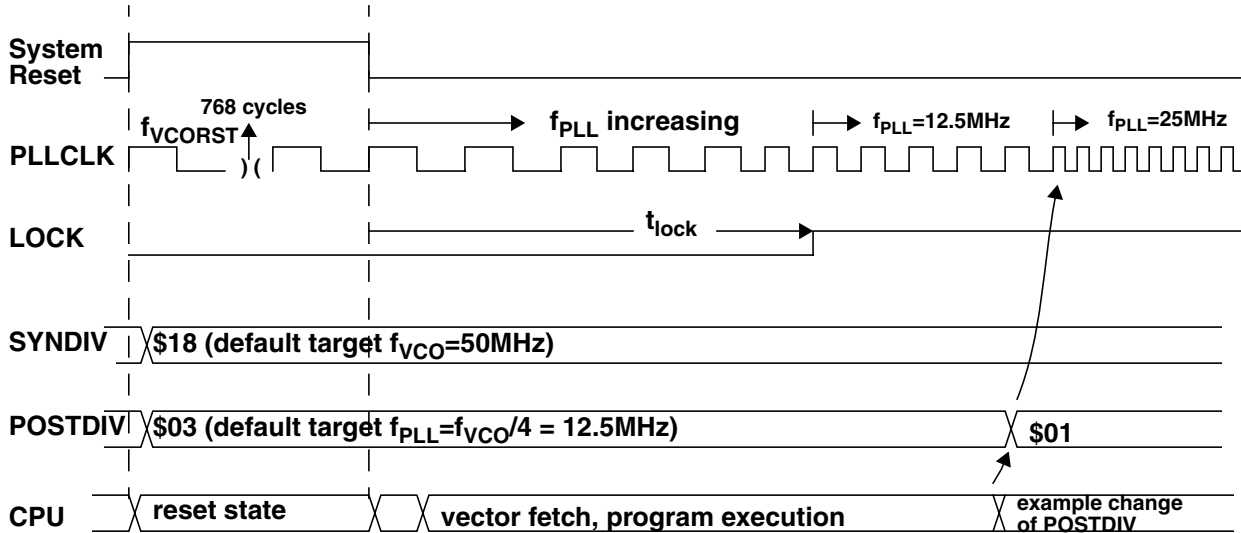 System
Reset
768 cycles
fVCORST
fPLL increasing
fPLL=12.5MHz
fPLL=25MHz
PLLCLK
) (
tlock
LOCK
SYNDIV
$18 (default target fVCO=50MHz)
POSTDIV
$03 (default target fPLL=fVCO/4 = 12.5MHz)
$01
CPU
reset state
vector fetch, program execution
example change
of POSTDIV